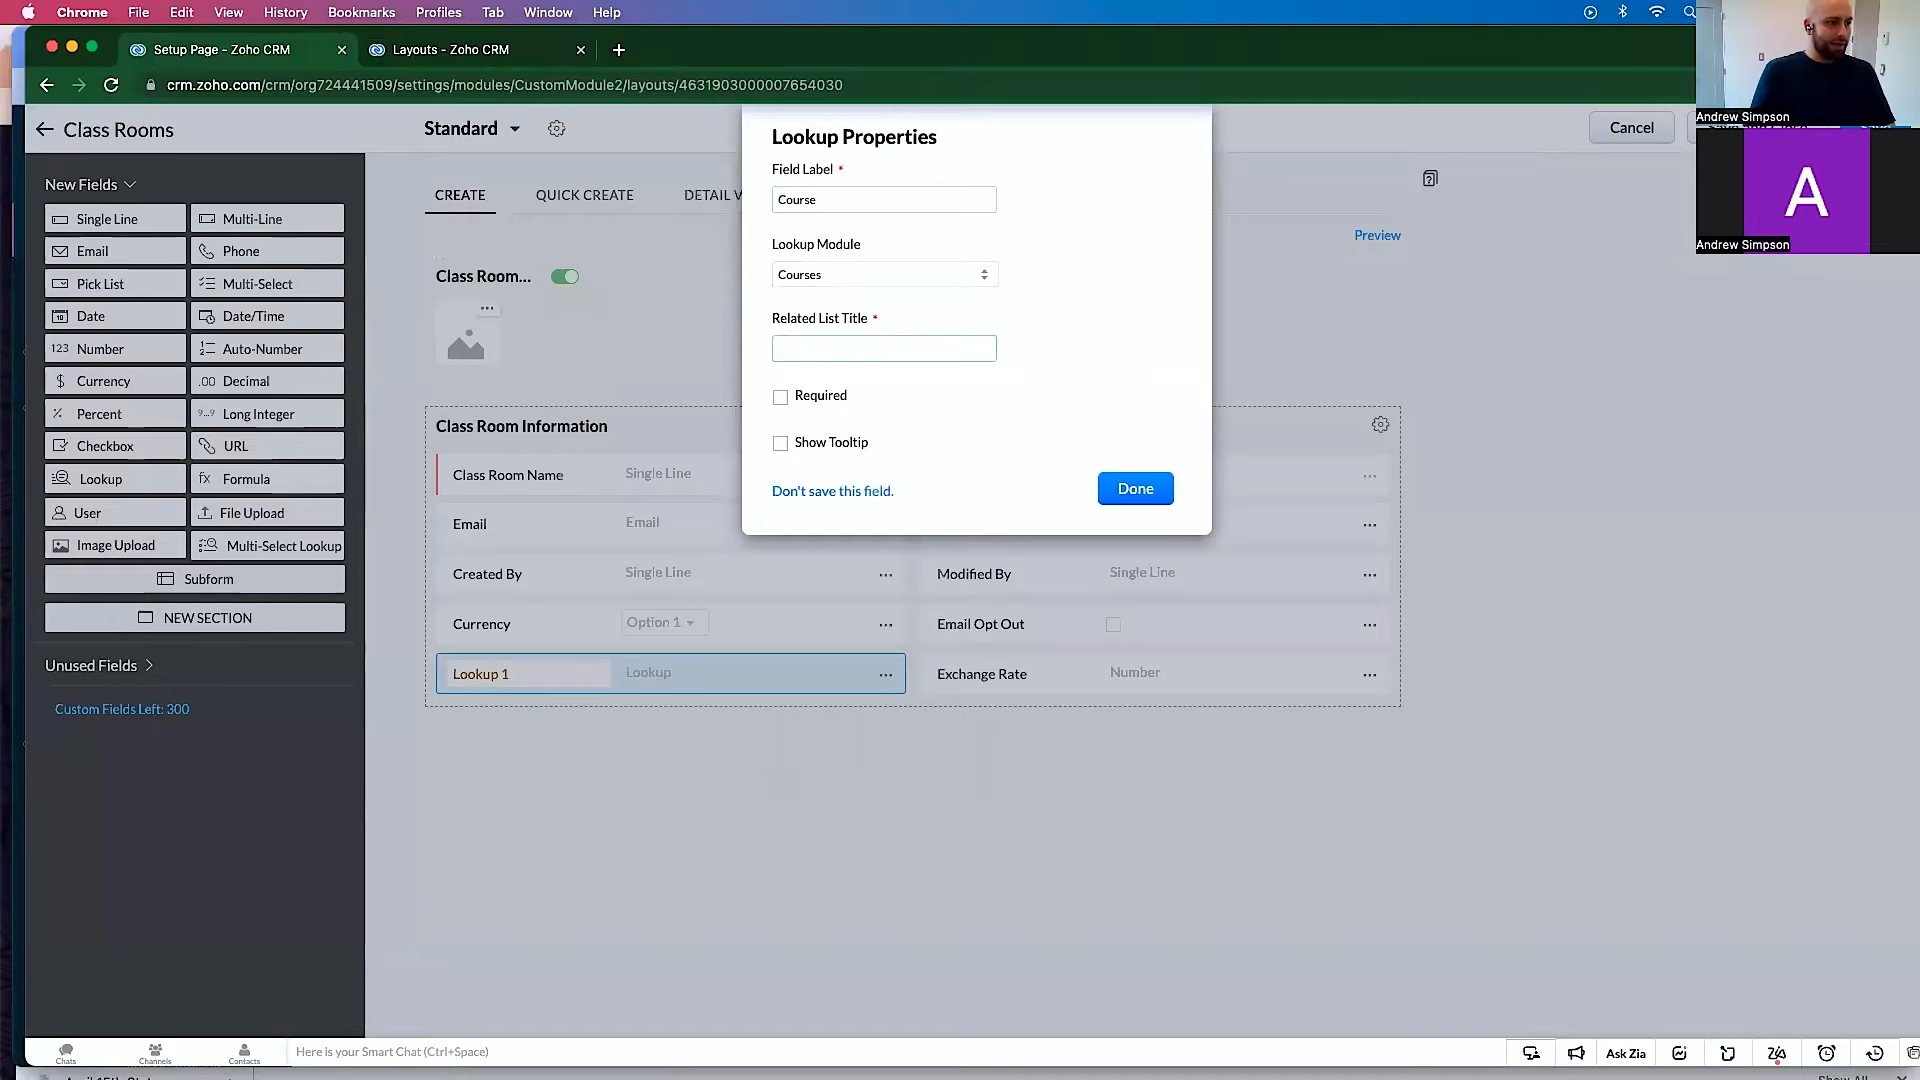 Chrome File Edit View History Bookmarks Profiles Tab Window Help
Setup Page - Zoho CRM
Layouts - Zoho CRM
crm.zoho.com/crm/org724441509/settings/modules/CustomModule2/layouts/4631903000007654030
Class Rooms
Standard
Cancel
Andrew Simpson
A
Andrew Simpson
New Fields
Single Line
Multi-Line
Email
Phone
Pick List
Multi-Select
Date
Date/Time
123 Number
Auto-Number
$ Currency
.00 Decimal
% Percent
9...9 Long Integer
Checkbox
URL
Lookup
fx Formula
User
File Upload
Image Upload
Multi-Select Lookup
Subform
NEW SECTION
Unused Fields
Custom Fields Left: 300
CREATE
QUICK CREATE
DETAIL V
Preview
Class Room...
Class Room Information
Class Room Name Single Line
Email Email
Created By Single Line
Modified By Single Line
Currency Option 1
Email Opt Out
Lookup 1 Lookup
Exchange Rate Number
Lookup Properties
Field Label *
Course
Lookup Module
Courses
Related List Title *
Required
Show Tooltip
Don't save this field.
Done
Chats
Channels
Contacts
Here is your Smart Chat (Ctrl+Space)
Ask Zia